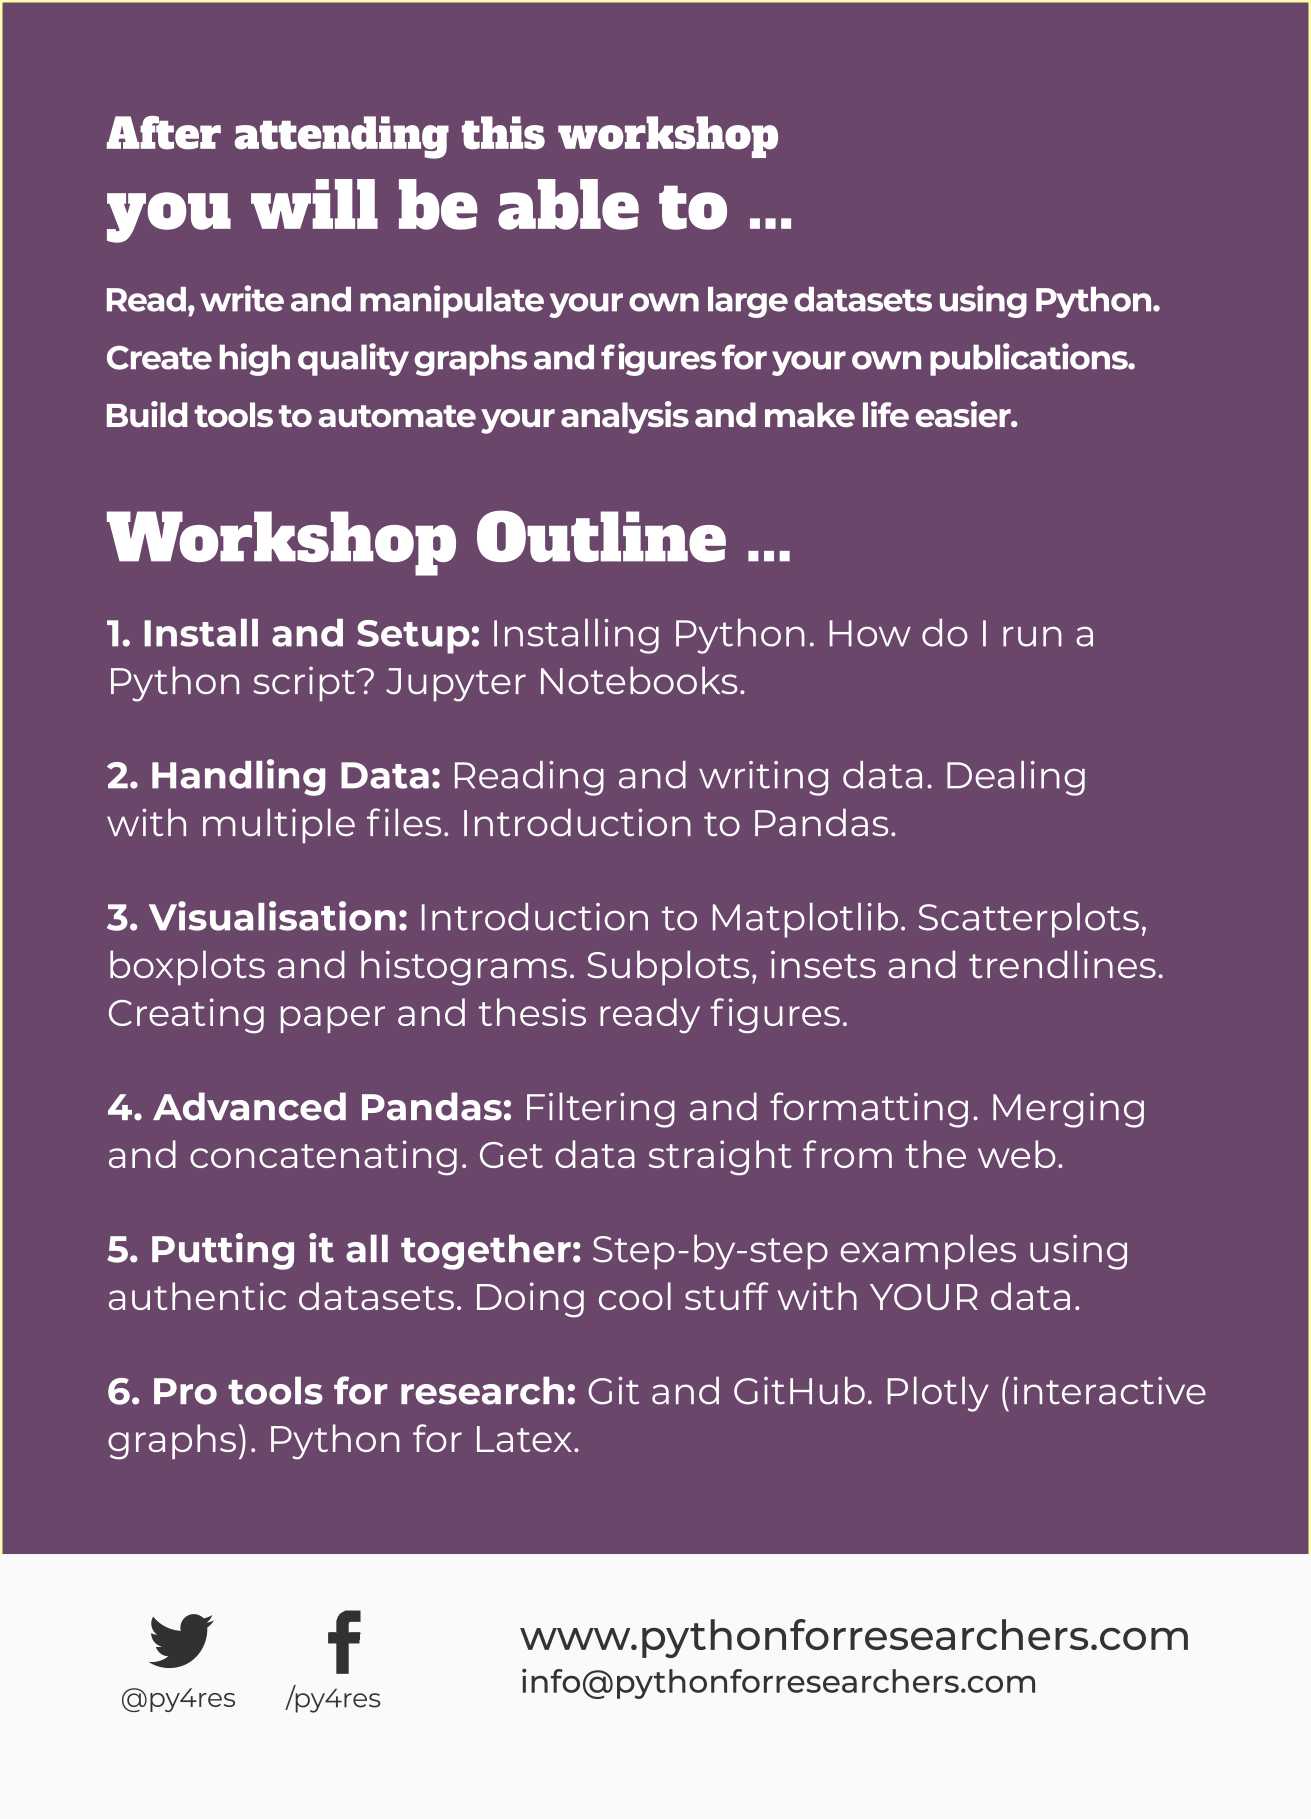 After attending this workshop
you will be able to ...
Read, write and manipulate your own large datasets using Python.
Create high quality graphs and figures for your own publications.
Build tools to automate your analysis and make life easier.
Workshop Outline ...
1. Install and Setup: Installing Python. How do I run a
Python script? Jupyter Notebooks.
2. Handling Data: Reading and writing data. Dealing
with multiple files. Introduction to Pandas.
3. Visualisation: Introduction to Matplotlib. Scatterplots,
boxplots and histograms. Subplots, insets and trendlines.
Creating paper and thesis ready figures.
4. Advanced Pandas: Filtering and formatting. Merging
and concatenating. Get data straight from the web.
5. Putting it all together: Step-by-step examples using
authentic datasets. Doing cool stuff with YOUR data.
6. Pro tools for research: Git and GitHub. Plotly (interactive
graphs). Python for Latex.
www.pythonforresearchers.com
info@pythonforresearchers.com
@py4res
/py4res